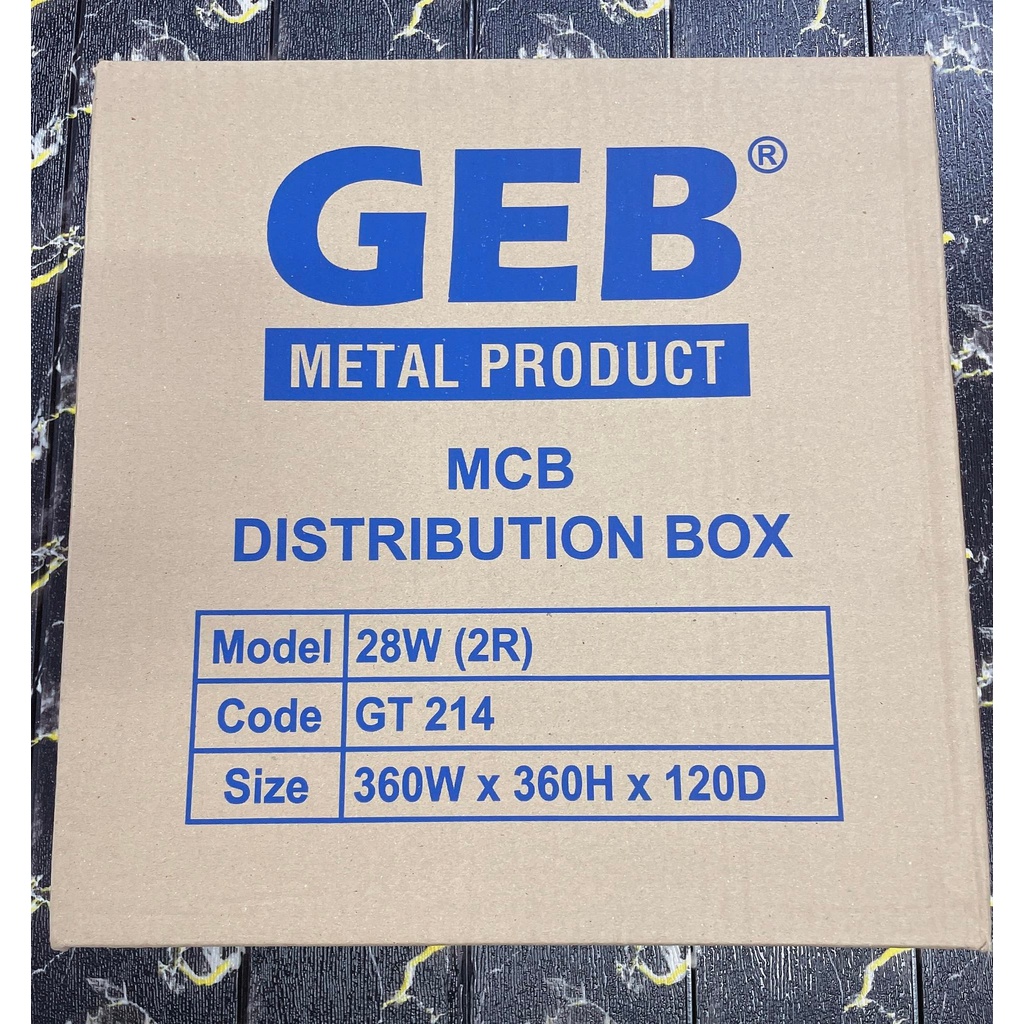 GEB®
METAL PRODUCT
MCB
DISTRIBUTION BOX
Model 28W (2R)
Code GT 214
Size 360W x 360H x 120D